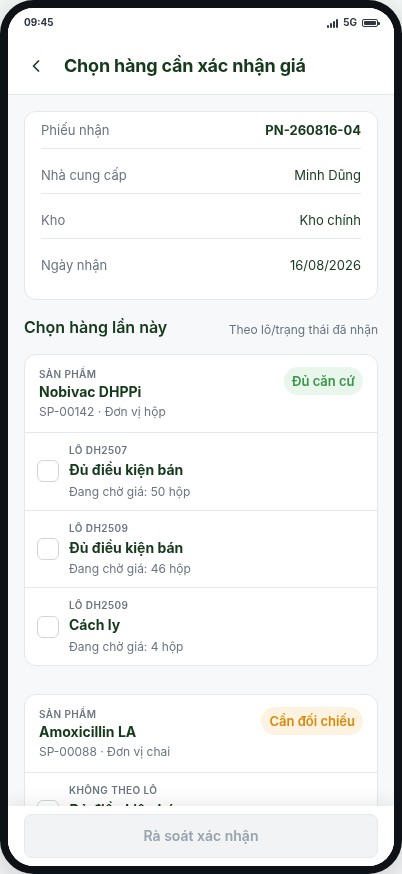 09:45 5G
Chọn hàng cần xác nhận giá
Phiếu nhận PN-260816-04
Nhà cung cấp Minh Dũng
Kho Kho chính
Ngày nhận 16/08/2026
Chọn hàng lần này Theo lô/trạng thái đã nhận
SẢN PHẨM
Nobivac DHPPi Đủ căn cứ
SP-00142 · Đơn vị hộp
LÔ DH2507
Đủ điều kiện bán
Đang chờ giá: 50 hộp
LÔ DH2509
Đủ điều kiện bán
Đang chờ giá: 46 hộp
LÔ DH2509
Cách ly
Đang chờ giá: 4 hộp
SẢN PHẨM
Amoxicillin LA Cần đối chiếu
SP-00088 · Đơn vị chai
KHÔNG THEO LÔ
Rà soát xác nhận